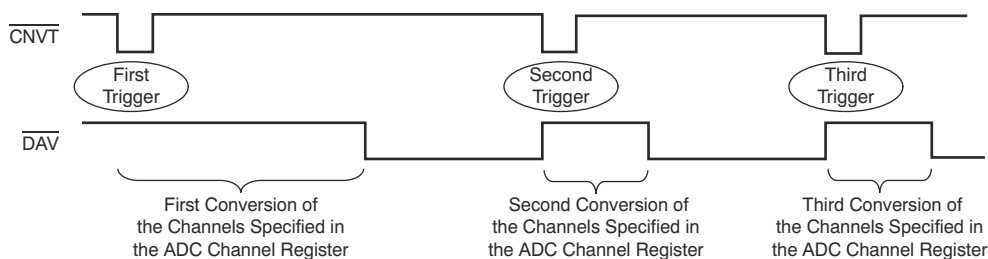 CNVT
First
Trigger
Second
Trigger
Third
Trigger
DAV
First Conversion of
the Channels Specified in
the ADC Channel Register
Second Conversion of
the Channels Specified in
the ADC Channel Register
Third Conversion of
the Channels Specified in
the ADC Channel Register